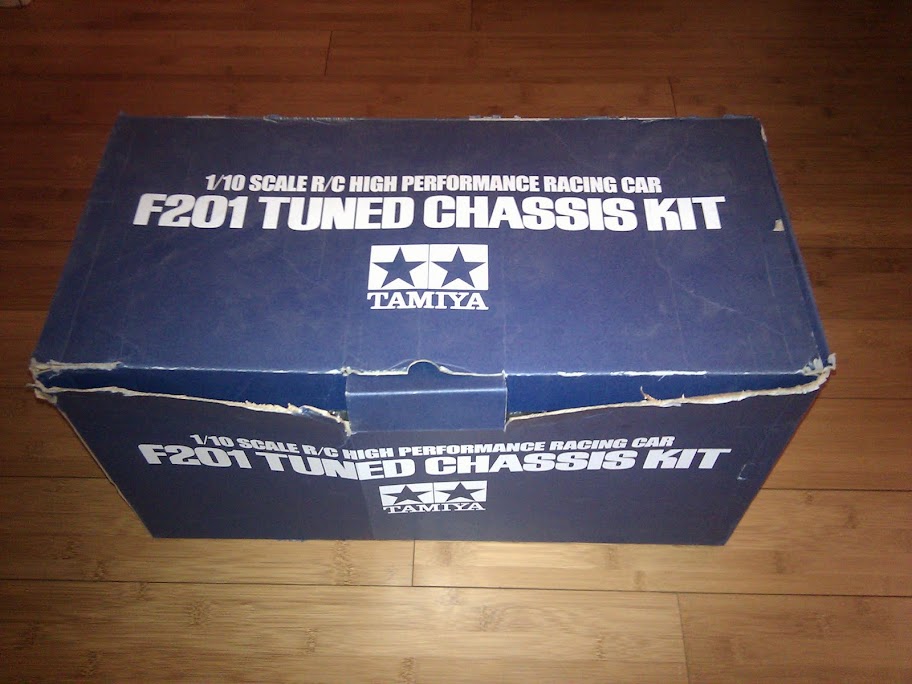 1/10 SCALE R/C HIGH PERFORMANCE RACING CAR
F201 TUNED CHASSIS KIT
TAMIYA
1/10 SCALE R/C HIGH PERFORMANCE RACING CAR
F201 TUNED CHASSIS KIT
TAMIYA